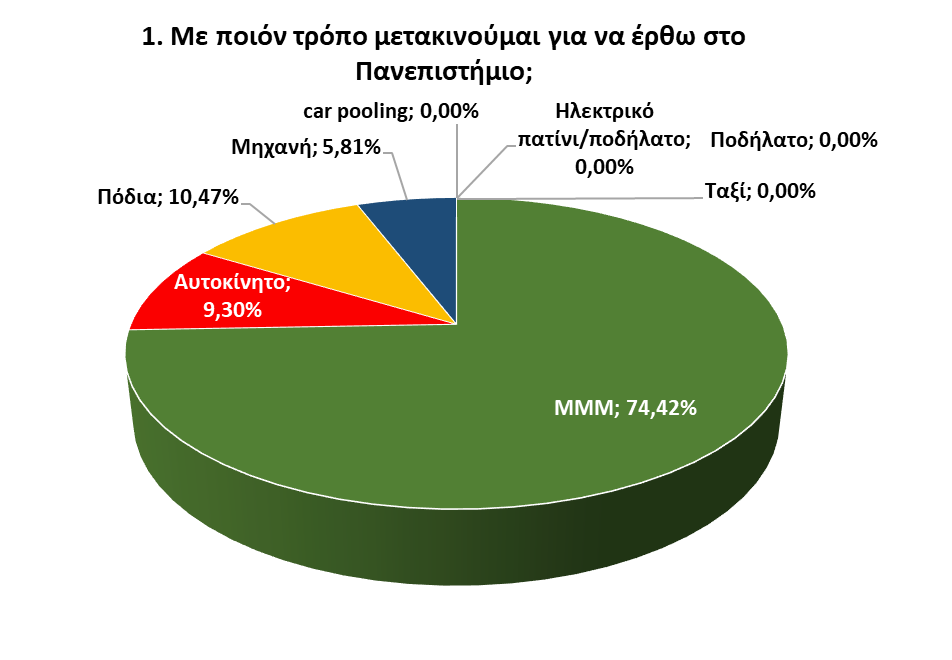 1. Με ποιόν τρόπο μετακινούμαι για να έρθω στο
Πανεπιστήμιο;
car pooling; 0,00%
Ηλεκτρικό
πατίνι/ποδήλατο;
0,00%
Ποδήλατο; 0,00%
Μηχανή; 5,81%
Ταξί; 0,00%
Πόδια; 10,47%
Αυτοκίνητο;
9,30%
ΜΜΜ; 74,42%